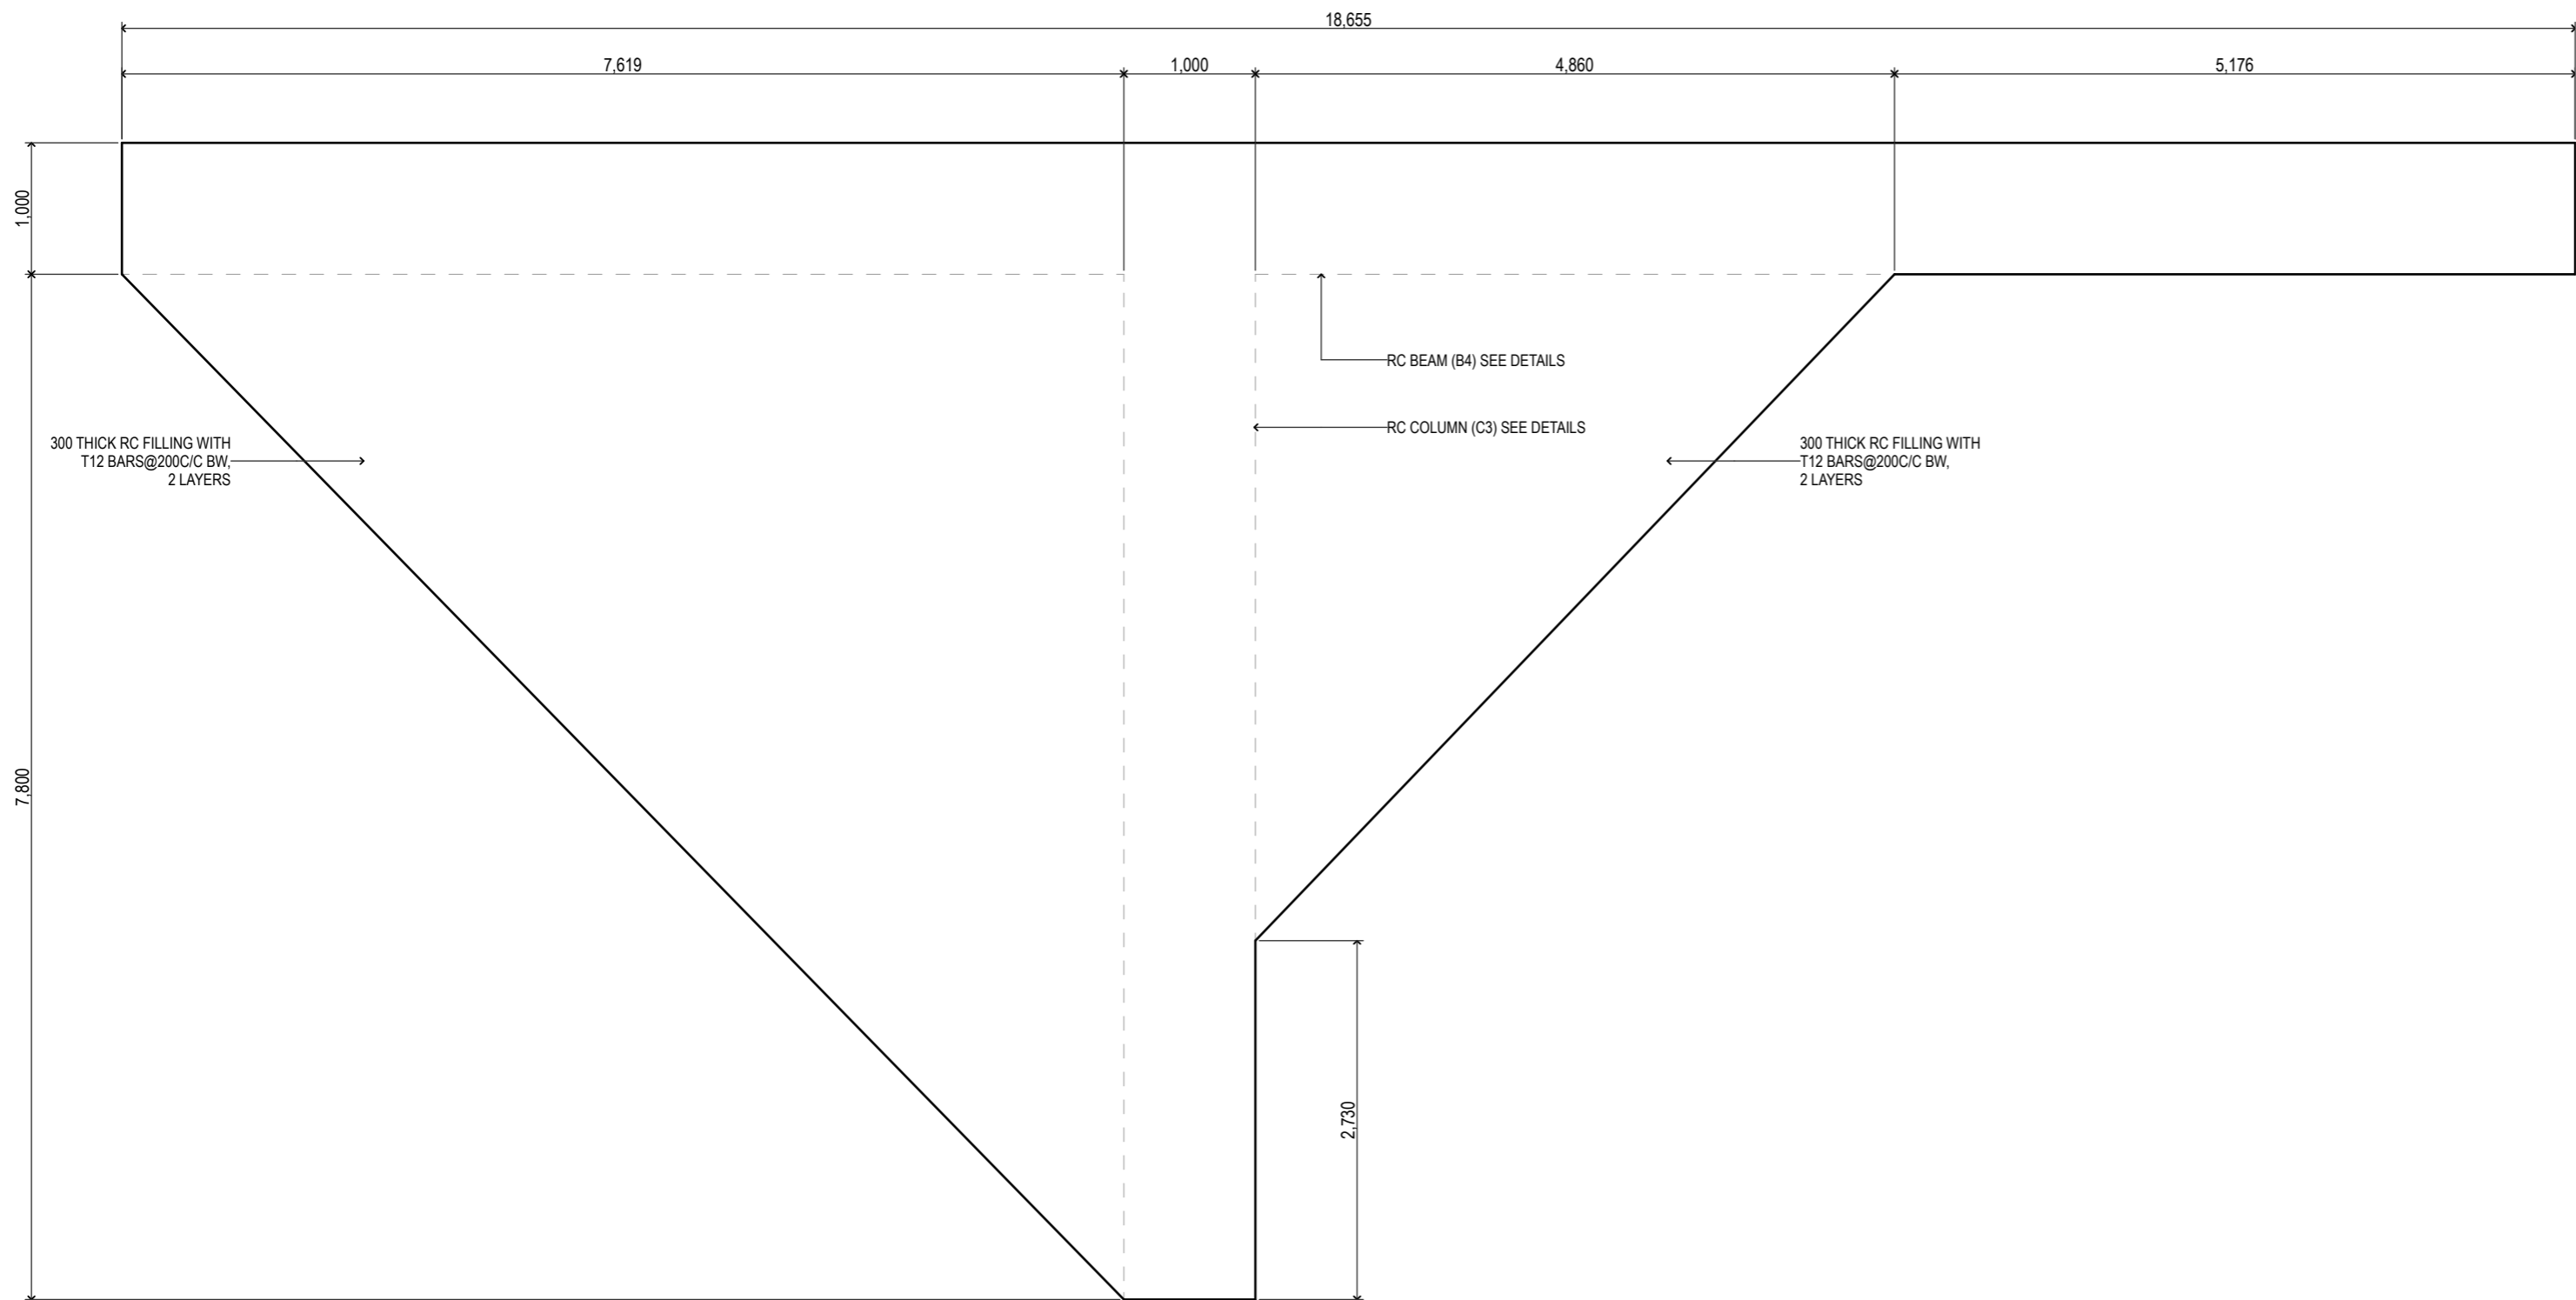 18,655
7,619
1,000
4,860
5,176
1,000
7,800
RC BEAM (B4) SEE DETAILS
RC COLUMN (C3) SEE DETAILS
300 THICK RC FILLING WITH
T12 BARS@200C/C BW,
2 LAYERS
300 THICK RC FILLING WITH
T12 BARS@200C/C BW,
2 LAYERS
2,730